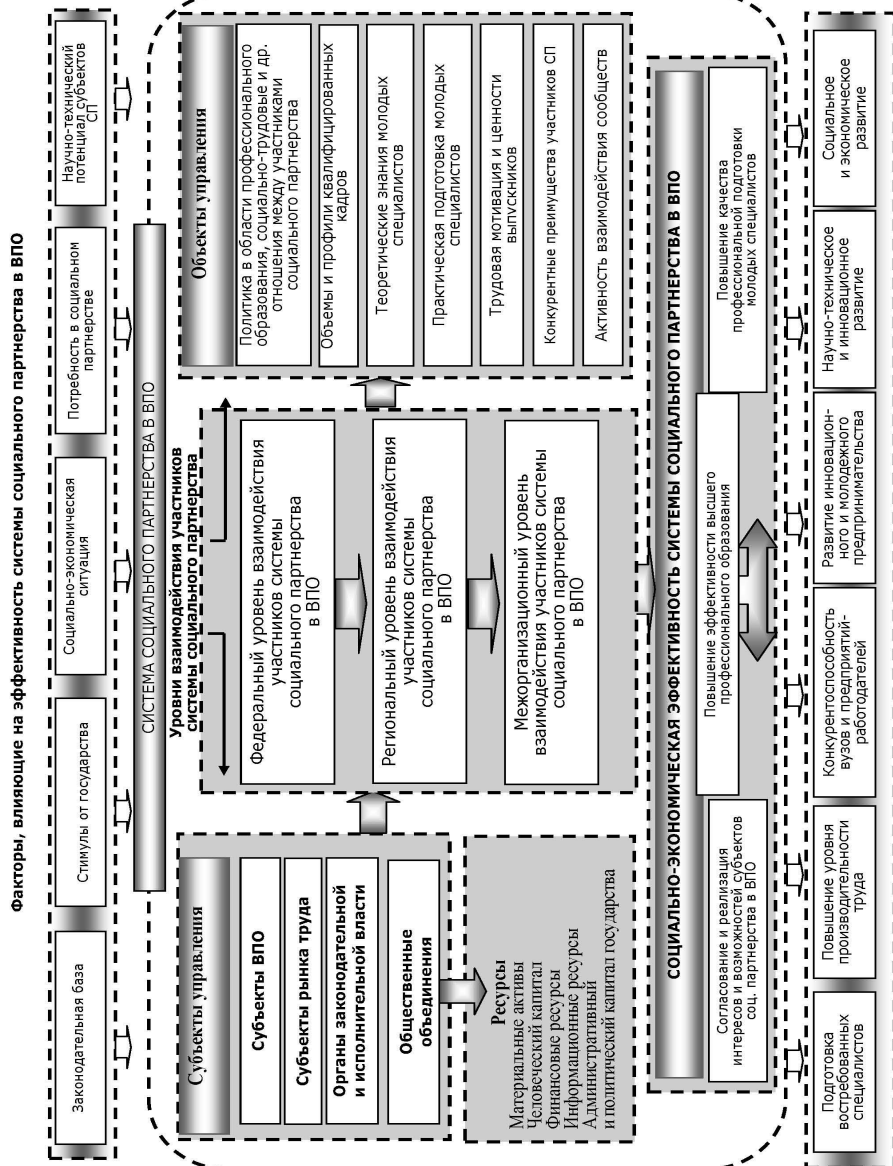 Факторы, влияющие на эффективность системы социального партнерства в ВПО
Законодательная база
Стимулы от государства
Социально-экономическая
ситуация
Потребность в социальном
партнерстве
Научно-технический
потенциал субъектов
СП
СИСТЕМА СОЦИАЛЬНОГО ПАРТНЕРСТВА В ВПО
Субъекты управления
Субъекты ВПО
Субъекты рынка труда
Органы законодательной
и исполнительной власти
Общественные
объединения
Ресурсы
Материальные активы
Человеческий капитал
Финансовые ресурсы
Информационные ресурсы
Административный
и политический капитал государства
Уровни взаимодействия участников
системы социального партнерства
Федеральный уровень взаимодействия
участников системы
социального партнерства
в ВПО
Региональный уровень взаимодействия
участников системы
социального партнерства
в ВПО
Межорганизационный уровень
взаимодействия участников системы
социального партнерства
в ВПО
Объекты управления
Политика в области профессионального
образования, социально-трудовые и др.
отношения между участниками
социального партнерства
Объемы и профили квалифицированных
кадров
Теоретические знания молодых
специалистов
Практическая подготовка молодых
специалистов
Трудовая мотивация и ценности
выпускников
Конкурентные преимущества участников СП
Активность взаимодействия сообществ
СОЦИАЛЬНО-ЭКОНОМИЧЕСКАЯ ЭФФЕКТИВНОСТЬ СИСТЕМЫ СОЦИАЛЬНОГО ПАРТНЕРСТВА В ВПО
Согласование и реализация
интересов и возможностей субъектов
соц. партнерства в ВПО
Повышение эффективности высшего
профессионального образования
Повышение качества
профессиональной подготовки
молодых специалистов
Подготовка
востребованных
специалистов
Повышение уровня
производительности
труда
Конкурентоспособность
вузов и предприятий-
работодателей
Развитие инновацион-
ного и молодежного
предпринимательства
Научно-техническое
и инновационное
развитие
Социальное
и экономическое
развитие